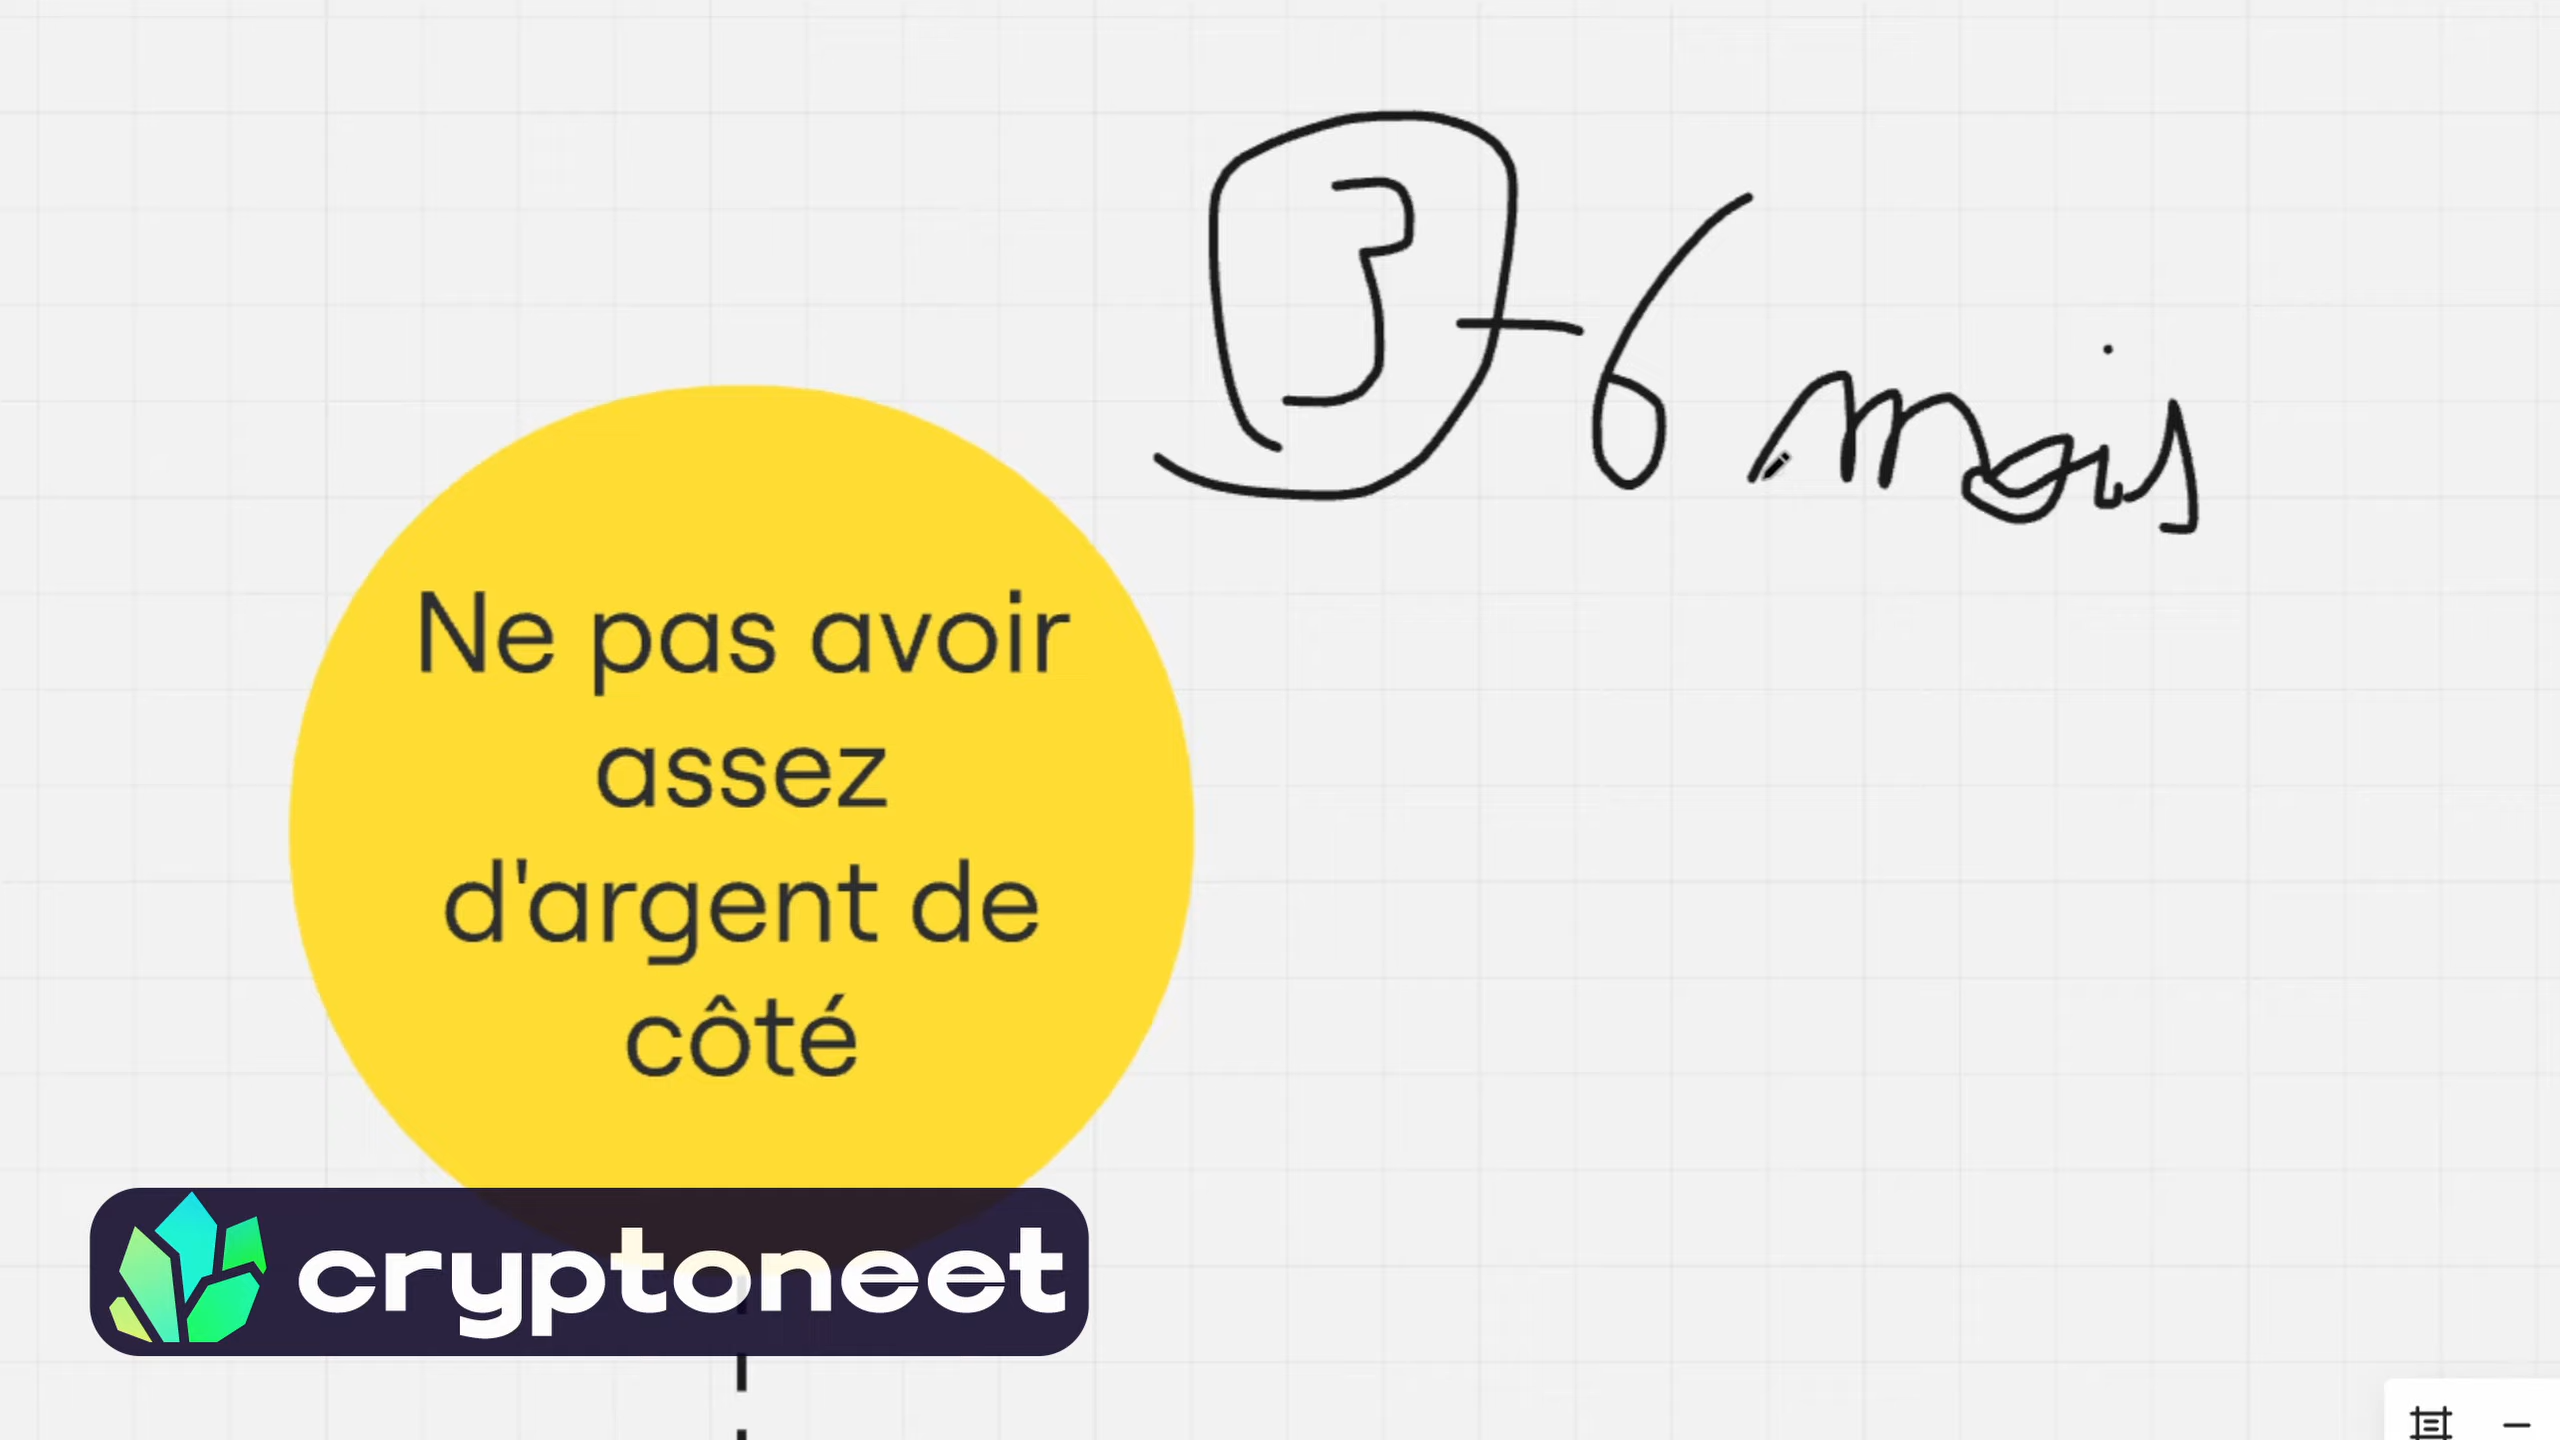 3-6 mois
Ne pas avoir
assez
d'argent de
côté
cryptoneet